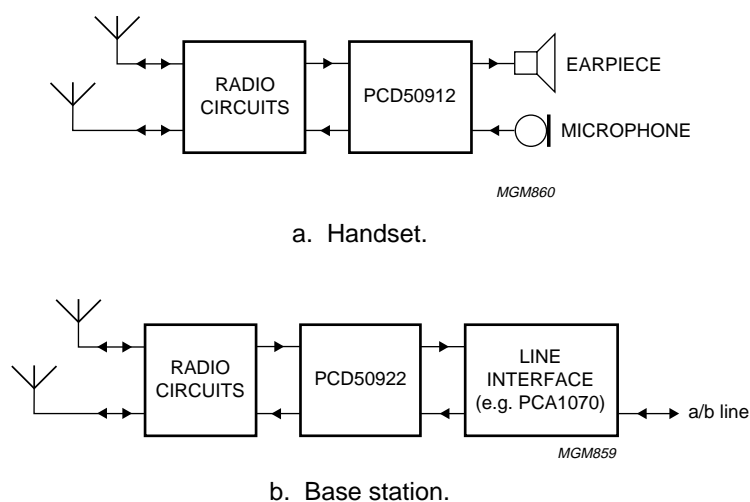 RADIO
CIRCUITS
PCD50912
EARPIECE
MICROPHONE
MGM860
a. Handset.
RADIO
CIRCUITS
PCD50922
LINE
INTERFACE
(e.g. PCA1070)
a/b line
MGM859
b. Base station.